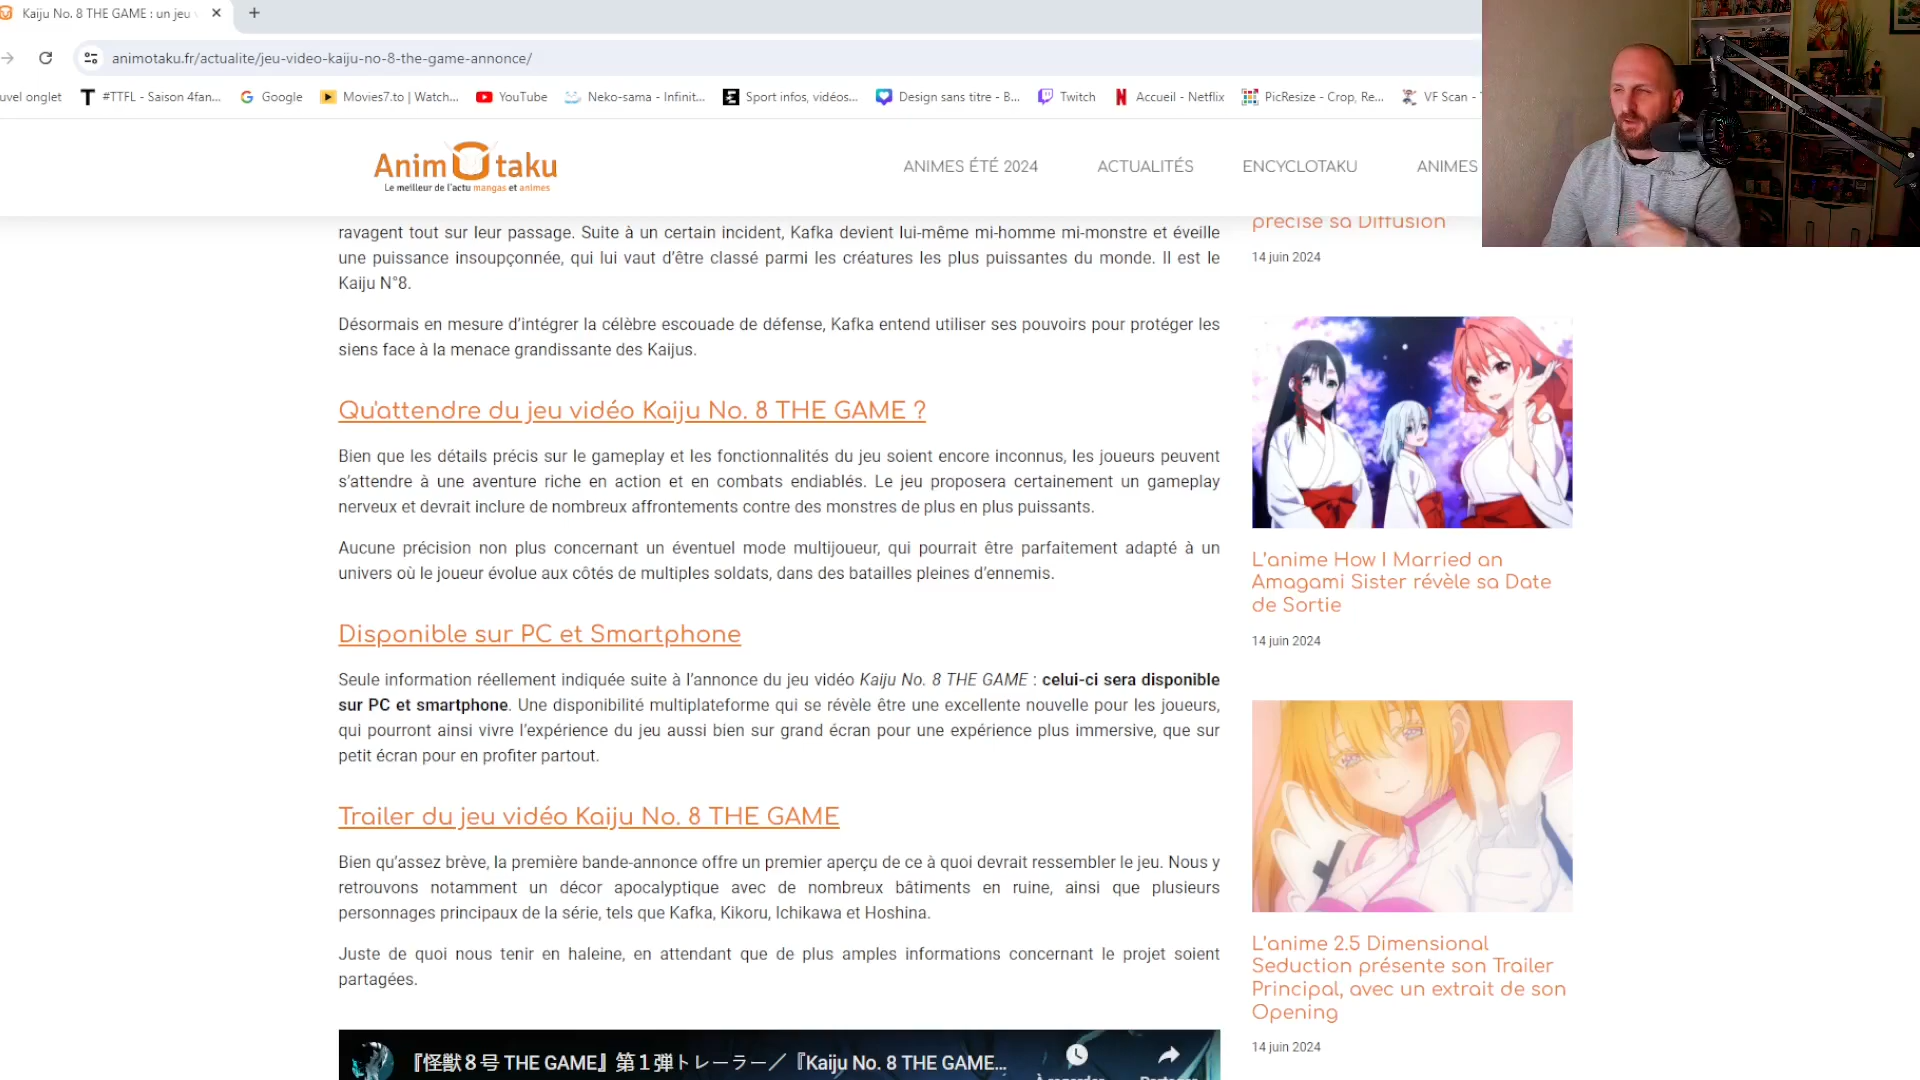 Kaiju No. 8 THE GAME : un jeu
animotaku.fr/actualite/jeu-video-kaiju-no-8-the-game-annonce/
uvel onglet
#TTFL - Saison 4fan...
Google
Movies7.to | Watch...
YouTube
Neko-sama - Infinit...
Sport infos, vidéos...
Design sans titre - B...
Twitch
Accueil - Netflix
PicResize - Crop, Re...
VF Scan -
Anim taku
Le meilleur de l'actu mangas et animes
ANIMES ÉTÉ 2024
ACTUALITÉS
ENCYCLOTAKU
ANIMES
ravagent tout sur leur passage. Suite à un certain incident, Kafka devient lui-même mi-homme mi-monstre et éveille
une puissance insoupçonnée, qui lui vaut d’être classé parmi les créatures les plus puissantes du monde. Il est le
Kaiju N°8.
Désormais en mesure d’intégrer la célèbre escouade de défense, Kafka entend utiliser ses pouvoirs pour protéger les
siens face à la menace grandissante des Kaijus.
Qu'attendre du jeu vidéo Kaiju No. 8 THE GAME ?
Bien que les détails précis sur le gameplay et les fonctionnalités du jeu soient encore inconnus, les joueurs peuvent
s’attendre à une aventure riche en action et en combats endiablés. Le jeu proposera certainement un gameplay
nerveux et devrait inclure de nombreux affrontements contre des monstres de plus en plus puissants.
Aucune précision non plus concernant un éventuel mode multijoueur, qui pourrait être parfaitement adapté à un
univers où le joueur évolue aux côtés de multiples soldats, dans des batailles pleines d’ennemis.
Disponible sur PC et Smartphone
Seule information réellement indiquée suite à l’annonce du jeu vidéo Kaiju No. 8 THE GAME : celui-ci sera disponible
sur PC et smartphone. Une disponibilité multiplateforme qui se révèle être une excellente nouvelle pour les joueurs,
qui pourront ainsi vivre l’expérience du jeu aussi bien sur grand écran pour une expérience plus immersive, que sur
petit écran pour en profiter partout.
Trailer du jeu vidéo Kaiju No. 8 THE GAME
Bien qu’assez brève, la première bande-annonce offre un premier aperçu de ce à quoi devrait ressembler le jeu. Nous y
retrouvons notamment un décor apocalyptique avec de nombreux bâtiments en ruine, ainsi que plusieurs
personnages principaux de la série, tels que Kafka, Kikoru, Ichikawa et Hoshina.
Juste de quoi nous tenir en haleine, en attendant que de plus amples informations concernant le projet soient
partagées.
『怪獣８号 THE GAME』第１弾トレーラー／『Kaiju No. 8 THE GAME...
précise sa Diffusion
14 juin 2024
L’anime How I Married an
Amagami Sister révèle sa Date
de Sortie
14 juin 2024
L’anime 2.5 Dimensional
Seduction présente son Trailer
Principal, avec un extrait de son
Opening
14 juin 2024